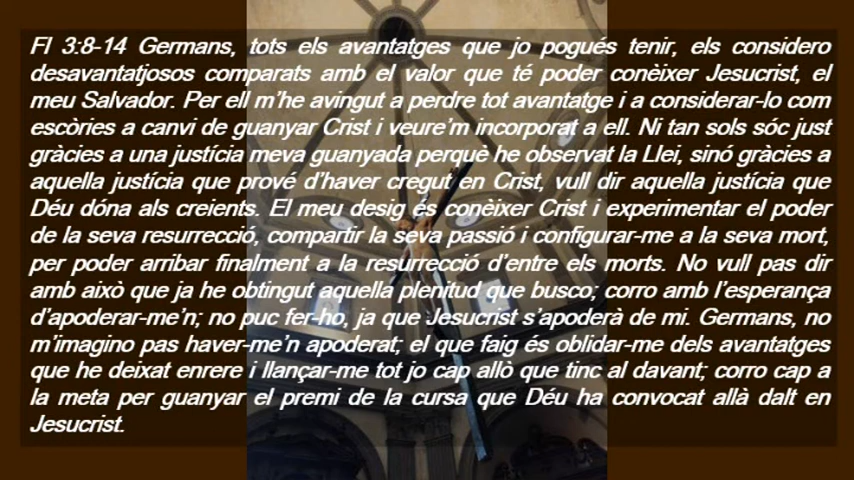 Fl 3:8-14 Germans, tots els avantatges que jo pogués tenir, els considero
desavantatjosos comparats amb el valor que té poder conèixer Jesucrist, el
meu Salvador. Per ell m’he avingut a perdre tot avantatge i a considerar-lo com
escòries a canvi de guanyar Crist i veure’m incorporat a ell. Ni tan sols sóc just
gràcies a una justícia meva guanyada perquè he observat la Llei, sinó gràcies a
aquella justícia que prové d’haver cregut en Crist, vull dir aquella justícia que
Déu dóna als creients. El meu desig és conèixer Crist i experimentar el poder
de la seva resurrecció, compartir la seva passió i configurar-me a la seva mort,
per poder arribar finalment a la resurrecció d’entre els morts. No vull pas dir
amb això que ja he obtingut aquella plenitud que busco; corro amb l’esperança
d’apoderar-me’n; no puc fer-ho, ja que Jesucrist s’apoderà de mi. Germans, no
m’imagino pas haver-me’n apoderat; el que faig és oblidar-me dels avantatges
que he deixat enrere i llançar-me tot jo cap allò que tinc al davant; corro cap a
la meta per guanyar el premi de la cursa que Déu ha convocat allà dalt en
Jesucrist.